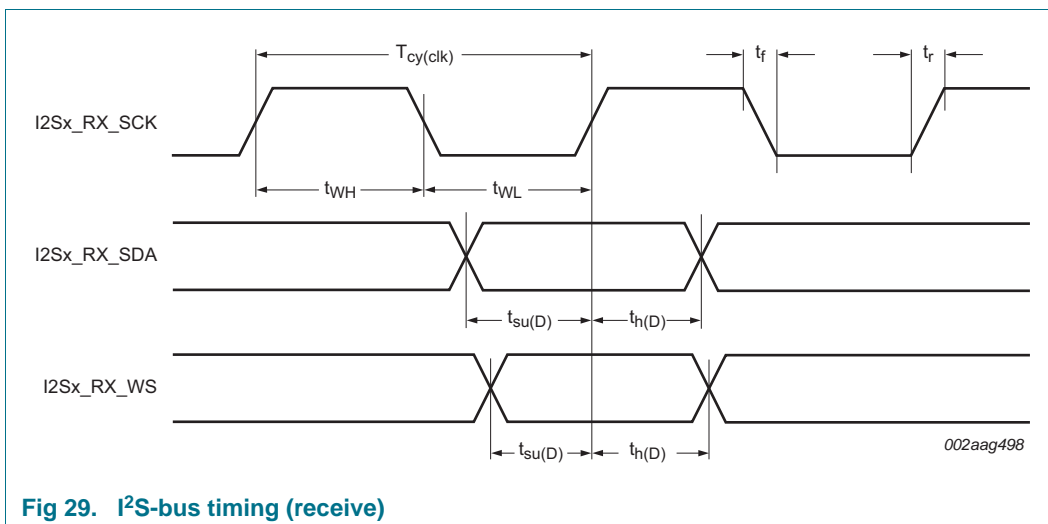 T_cy(clk) t_f t_r
I2Sx_RX_SCK
t_WH t_WL
I2Sx_RX_SDA
t_su(D) t_h(D)
I2Sx_RX_WS
t_su(D) t_h(D)
002aag498
Fig 29. I²S-bus timing (receive)